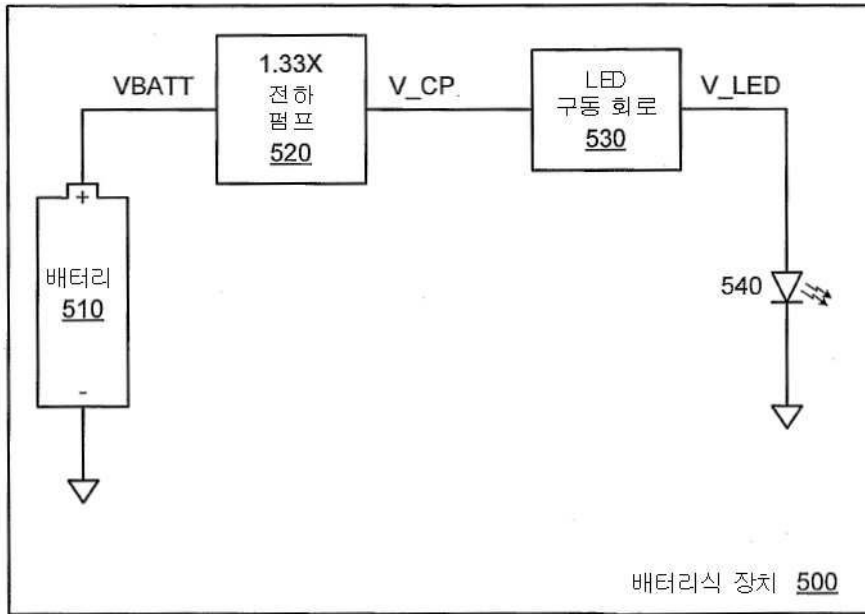 VBATT
1.33X
전하
펌프
520
V_CP
LED
구동 회로
530
V_LED
+
배터리
510
-
540
배터리식 장치 500